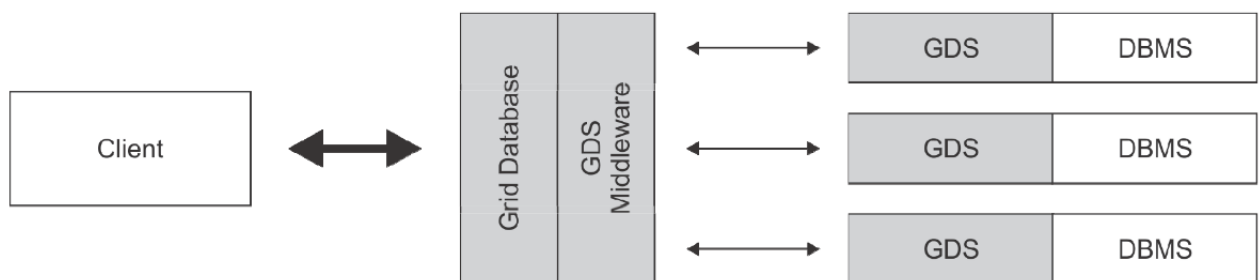 Client
Grid Database
GDS
Middleware
GDS
DBMS
GDS
DBMS
GDS
DBMS